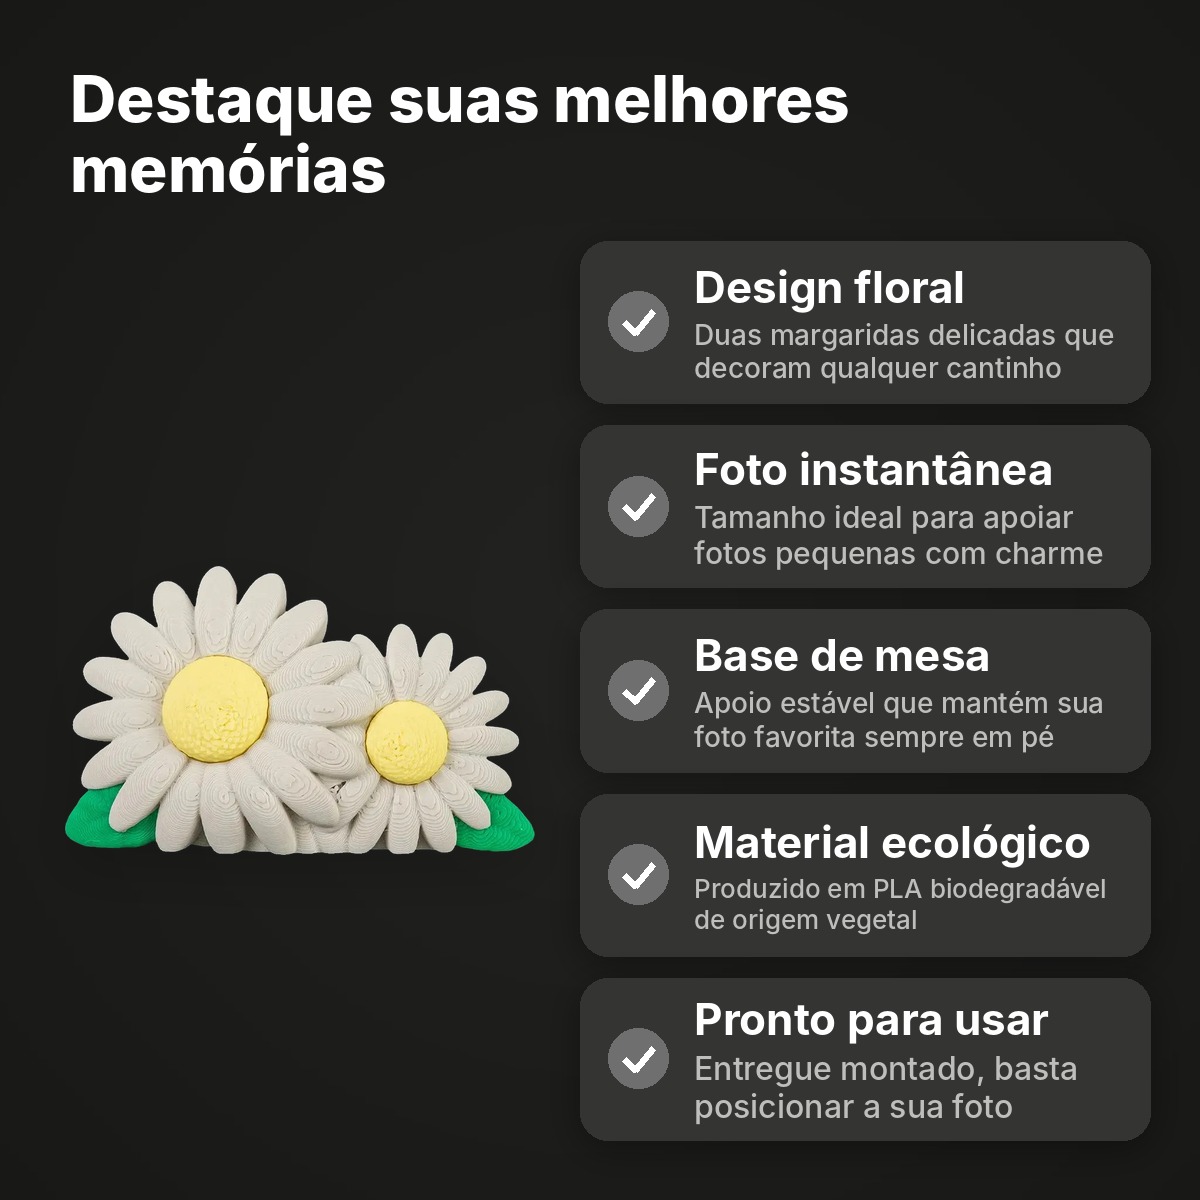 Destaque suas melhores
memórias
Design floral
Duas margaridas delicadas que
decoram qualquer cantinho
Foto instantânea
Tamanho ideal para apoiar
fotos pequenas com charme
Base de mesa
Apoio estável que mantém sua
foto favorita sempre em pé
Material ecológico
Produzido em PLA biodegradável
de origem vegetal
Pronto para usar
Entregue montado, basta
posicionar a sua foto